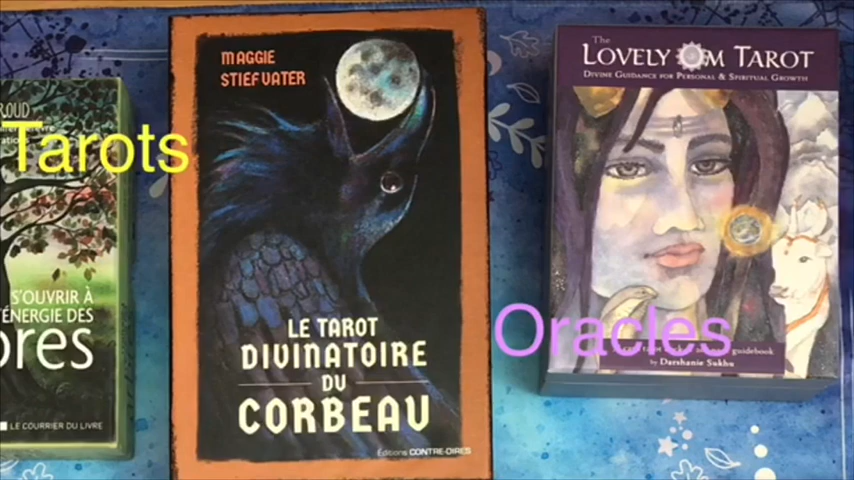 ROUD
Tarots
S'OUVRIR À
L'ÉNERGIE DES
ores
LE COURRIER DU LIVRE
MAGGIE
STIEFVATER
LE TAROT
DIVINATOIRE
DU
CORBEAU
Éditions CONTRE-DIRES
The
LOVELY OM TAROT
DIVINE GUIDANCE FOR PERSONAL & SPIRITUAL GROWTH
Oracles
guidebook
by Darshanie Sukhu